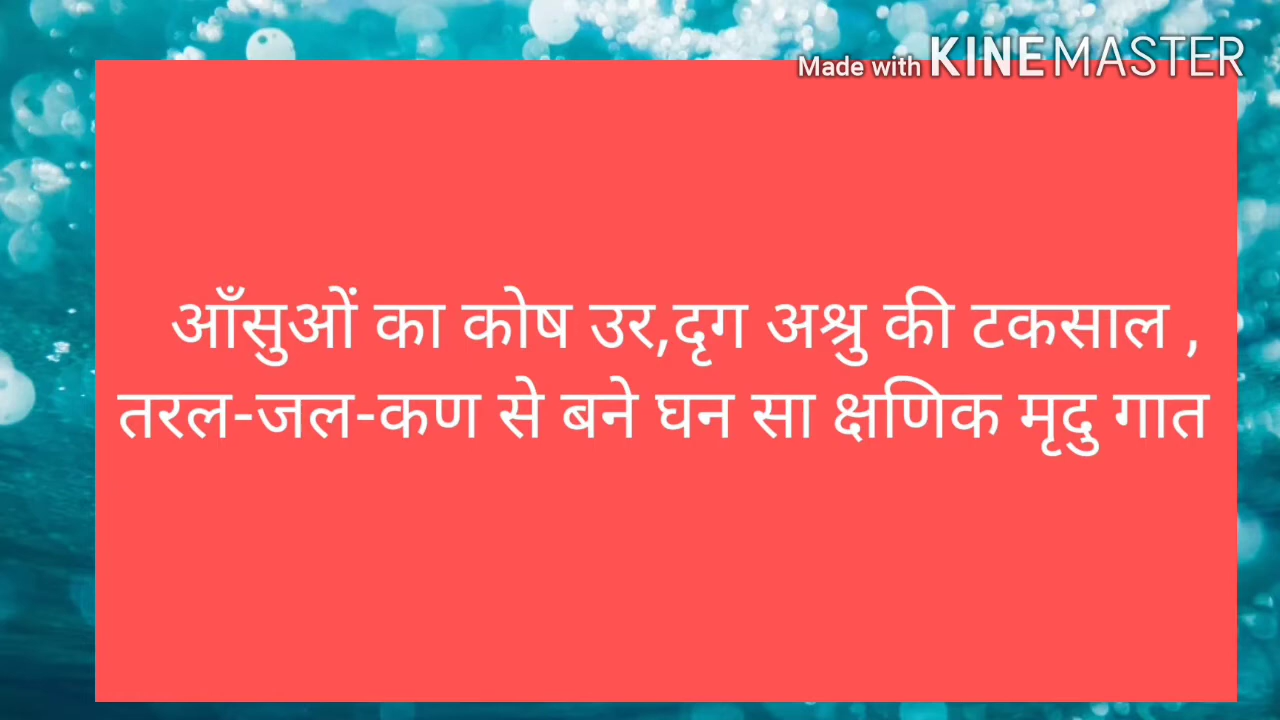 Made with KINEMASTER
आँसुओं का कोष उर,दृग अश्रु की टकसाल ,
तरल-जल-कण से बने घन सा क्षणिक मृदु गात